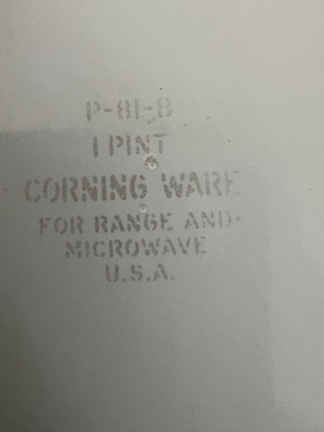 P-81-B
1 PINT
CORNING WARE
FOR RANGE AND
MICROWAVE
U.S.A.